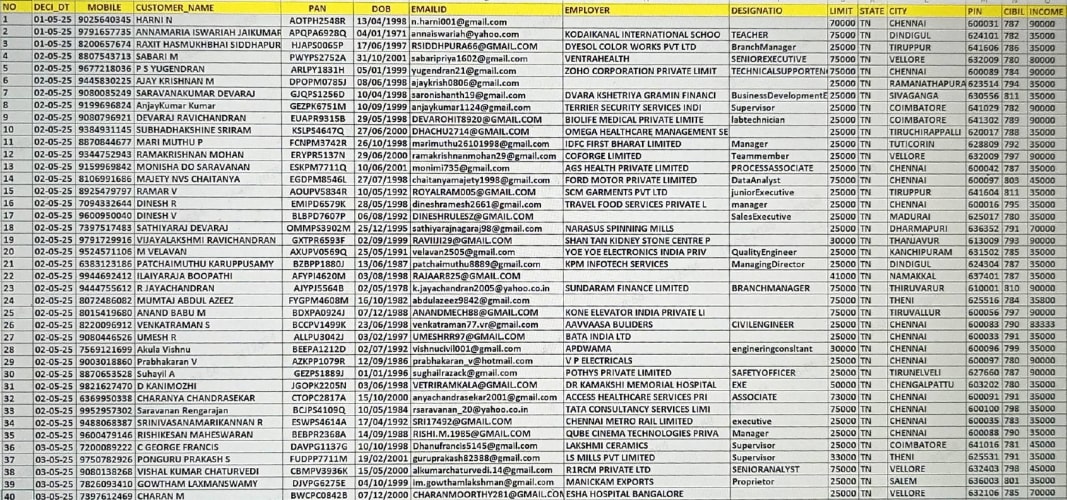 NO DECI_DT MOBILE CUSTOMER_NAME PAN DOB EMAILID EMPLOYER DESIGNATIO LIMIT STATE CITY PIN CIBIL INCOME
1 01-05-25 9025640345 HARNI N AOTPH2548R 13/04/1998 n.harni001@gmail.com 70000 TN CHENNAI 600031 787 90000
2 01-05-25 9791657735 ANNAMARIA ISWARIAH JAIKUMAR APQPA6928Q 04/01/1971 annaiswariah@yahoo.com KODAIKANAL INTERNATIONAL SCHOO TEACHER 75000 TN DINDIGUL 624101 782 35000
3 01-05-25 8200657674 RAXIT HASMUKHBHAI SIDDHAPUR HJAPS0065P 17/06/1997 RSIDDHPURA66@GMAIL.COM DYESOL COLOR WORKS PVT LTD BranchManager 25000 TN TIRUPPUR 641606 786 35000
4 02-05-25 8807543713 SABARI M PWYPS2752A 31/10/2001 sabaripriya1602@gmail.com VENTRAHEALTH SENIOREXECUTIVE 75000 TN VELLORE 632009 780 80000
5 02-05-25 9677218036 P S YUGENDRAN ARLPY1831H 05/01/1999 yugendran21@gmail.com ZOHO CORPORATION PRIVATE LIMIT TECHNICALSUPPORTEN 75000 TN CHENNAI 600089 784 90000
6 02-05-25 9445830225 AJAY KRISHNAN M DPOPM0785J 08/06/1998 ajaykrish0806@gmail.com 25000 TN RAMANATHAPURA 623514 794 35000
7 02-05-25 9080085249 SARAVANAKUMAR DEVARAJ GJQPS1256D 10/04/1998 saronishanth19@gmail.com DVARA KSHETRIYA GRAMIN FINANCI BusinessDevelopmentE 25000 TN SIVAGANGA 630556 811 35000
8 02-05-25 9199696824 AnjayKumar Kumar GEZPK6751M 10/09/1999 anjaykumar1124@gmail.com TERRIER SECURITY SERVICES INDI Supervisor 25000 TN COIMBATORE 641029 782 90000
9 02-05-25 9080796921 DEVARAJ RAVICHANDRAN EUAPR9315B 29/05/1998 DEVAROHIT8920@GMAIL.COM BIOLIFE MEDICAL PRIVATE LIMITE labtechnician 25000 TN COIMBATORE 641302 789 90000
10 02-05-25 9384931145 SUBHADHAKSHINE SRIRAM KSLPS4647Q 27/06/2000 DHACHU2714@GMAIL.COM OMEGA HEALTHCARE MANAGEMENT SE 25000 TN TIRUCHIRAPPALLI 620017 788 35000
11 02-05-25 8870844677 MARI MUTHU P FCNPM3742R 26/10/1998 marimuthu26101998@gmail.com IDFC FIRST BHARAT LIMITED Manager 25000 TN TUTICORIN 628809 792 35000
12 02-05-25 9344752943 RAMAKRISHNAN MOHAN ERYPR5137N 29/06/2000 ramakrishnanmohan29@gmail.com COFORGE LIMITED Teammember 25000 TN VELLORE 632009 797 90000
13 02-05-25 9159969842 MONISHA DO SARAVANAN ESKPM7711Q 10/03/2001 monimi735@gmail.com AGS HEALTH PRIVATE LIMITED PROCESSASSOCIATE 25000 TN CHENNAI 600042 787 35000
14 02-05-25 8106991686 MAJETY NVS CHAITANYA EGDPM8546L 27/07/1998 chaitanyamajety1998@gmail.com FORD MOTOR PRIVATE LIMITED DataAnalyst 75000 TN CHENNAI 600097 803 45000
15 02-05-25 8925479797 RAMAR V AOUPV5834R 10/05/1992 ROYALRAM005@GMAIL.COM SCM GARMENTS PVT LTD juniorExecutive 25000 TN TIRUPPUR 641604 811 35000
16 02-05-25 7094332644 DINESH R EMIPD6579K 28/05/1998 dineshramesh2661@gmail.com TRAVEL FOOD SERVICES PRIVATE L manager 25000 TN CHENNAI 600016 795 35000
17 02-05-25 9600950040 DINESH V BLBPD7607P 06/08/1992 DINESHRULESZ@GMAIL.COM SalesExecutive 25000 TN MADURAI 625017 780 35000
18 02-05-25 7397517483 SATHIYARAJ DEVARAJ OMMPS3902M 25/12/1995 sathiyarajnagaraj98@gmail.com NARASUS SPINNING MILLS 25000 TN DHARMAPURI 636352 791 70000
19 02-05-25 9791729916 VIJAYALAKSHMI RAVICHANDRAN GXTPR6593F 02/09/1999 RAVIIJI29@GMAIL.COM SHAN TAN KIDNEY STONE CENTRE P 30000 TN THANJAVUR 613009 793 90000
20 02-05-25 9524571106 M VELAVAN AXUPV0569Q 25/05/1991 velavan2505@gmail.com YOE YOE ELECTRONICS INDIA PRIV QualityEngineer 25000 TN KANCHIPURAM 631502 785 35000
21 02-05-25 6383123186 PATCHAIMUTHU KARUPPUSAMY BZBPP1880J 13/06/1987 patchaimuthu8889@gmail.com KPM INFOTECH SERVICES ManagingDirector 25000 TN DINDIGUL 624304 787 35000
22 02-05-25 9944692412 ILAIYARAJA BOOPATHI AFYPI4620M 03/08/1998 RAJAAR825@GMAIL.COM 41000 TN NAMAKKAL 637401 782 35000
23 02-05-25 9444755612 R JAYACHANDRAN AJYPJ5564B 02/05/1978 k.jayachandran2005@yahoo.co.in SUNDARAM FINANCE LIMITED BRANCHMANAGER 75000 TN THIRUVARUR 610001 810 90000
24 02-05-25 8072486082 MUMTAJ ABDUL AZEEZ FYGPM4608M 16/10/1982 abdulazeez9842@gmail.com 75000 TN THENI 625516 784 35800
25 02-05-25 8015419680 ANAND BABU M BDXPA0924J 07/12/1988 ANANDMECH88@GMAIL.COM KONE ELEVATOR INDIA PRIVATE LI 75000 TN TIRUVALLUR 600056 797 90000
26 02-05-25 8220096912 VENKATRAMAN S BCCPV1499K 23/06/1998 venkatraman77.vr@gmail.com AAVVAASA BULIDERS CIVILENGINEER 25000 TN CHENNAI 600083 790 83333
27 02-05-25 9080446526 UMESH R ALLPU3042J 03/02/1997 UMESHRR97@GMAIL.COM BATA INDIA LTD 25000 TN CHENNAI 600033 791 35000
28 02-05-25 7569121699 Akula Vishnu BEEPA1212D 02/07/1992 vishnucivil001@gmail.com APDWAMA engineringconsltant 30000 TN CHENNAI 600096 799 35000
29 02-05-25 9003018860 Prabhakaran V AZKPP1079R 12/09/1986 prabhakaran_v@hotmail.com V P ELECTRICALS 25000 TN CHENNAI 600097 780 90000
30 02-05-25 8870653528 Suhayil A GEZPS1889J 01/01/1996 sughailrazack@gmail.com POTHYS PRIVATE LIMITED SAFETYOFFICER 25000 TN TIRUNELVELI 627660 787 90000
31 02-05-25 9821627470 D KANIMOZHI JGOPK2205N 03/06/1998 VETRIRAMKALA@GMAIL.COM DR KAMAKSHI MEMORIAL HOSPITAL EXE 50000 TN CHENGALPATTU 603202 780 35000
32 02-05-25 6369950338 CHARANYA CHANDRASEKAR CTOPC2817A 15/10/2000 anyachandrasekar2001@gmail.com ACCESS HEALTHCARE SERVICES PRI ASSOCIATE 73000 TN CHENNAI 600091 791 35000
33 02-05-25 9952957302 Saravanan Rengarajan BCJPS4109Q 10/05/1984 rsaravanan_20@yahoo.co.in TATA CONSULTANCY SERVICES LIMI 75000 TN CHENNAI 600100 798 35000
34 02-05-25 9488068387 SRINIVASANAMARIKANNAN R ESWPS4614A 17/04/1992 SRI17492@GMAIL.COM CHENNAI METRO RAIL LIMITED executive 25000 TN CHENNAI 600035 783 35000
35 02-05-25 9600479146 RISHIKESAN MAHESWARAN BEBPR2368A 14/09/1988 RISHI.M.1985@GMAIL.COM QUBE CINEMA TECHNOLOGIES PRIVA Manager 25000 TN CHENNAI 600088 790 35000
36 02-05-25 7200089222 C GEORGE FRANCIS DAVPG1137G 10/10/1998 Dhanufrancis5145@gmail.com LAKSHMI CERAMICS Supervisor 25000 TN COIMBATORE 641016 781 45000
37 03-05-25 9750782926 PONGURU PRAKASH S FUDPP7711M 19/02/2001 guruprakash82388@gmail.com LS MILLS PVT LIMITED Supervisor 33000 TN THENI 625531 791 35000
38 03-05-25 9080138268 VISHAL KUMAR CHATURVEDI CBMPV3936K 15/05/2000 alkumarchaturvedi.14@gmail.com R1RCM PRIVATE LTD SENIORANALYST 75000 TN VELLORE 632403 798 45000
39 03-05-25 7826093410 GOWTHAM LAXMANSWAMY DJVPG6275E 04/10/1999 im.gowthamlakshman@gmail.com MANICKAM EXPORTS Proprietor 25000 TN SALEM 636003 801 35000
40 03-05-25 7397612469 CHARAN M BWCPC0842B 07/12/2000 CHARANMOORTHY281@GMAIL.CON ESHA HOSPITAL BANGALORE 25000 TN VELLORE 632105 785 70000